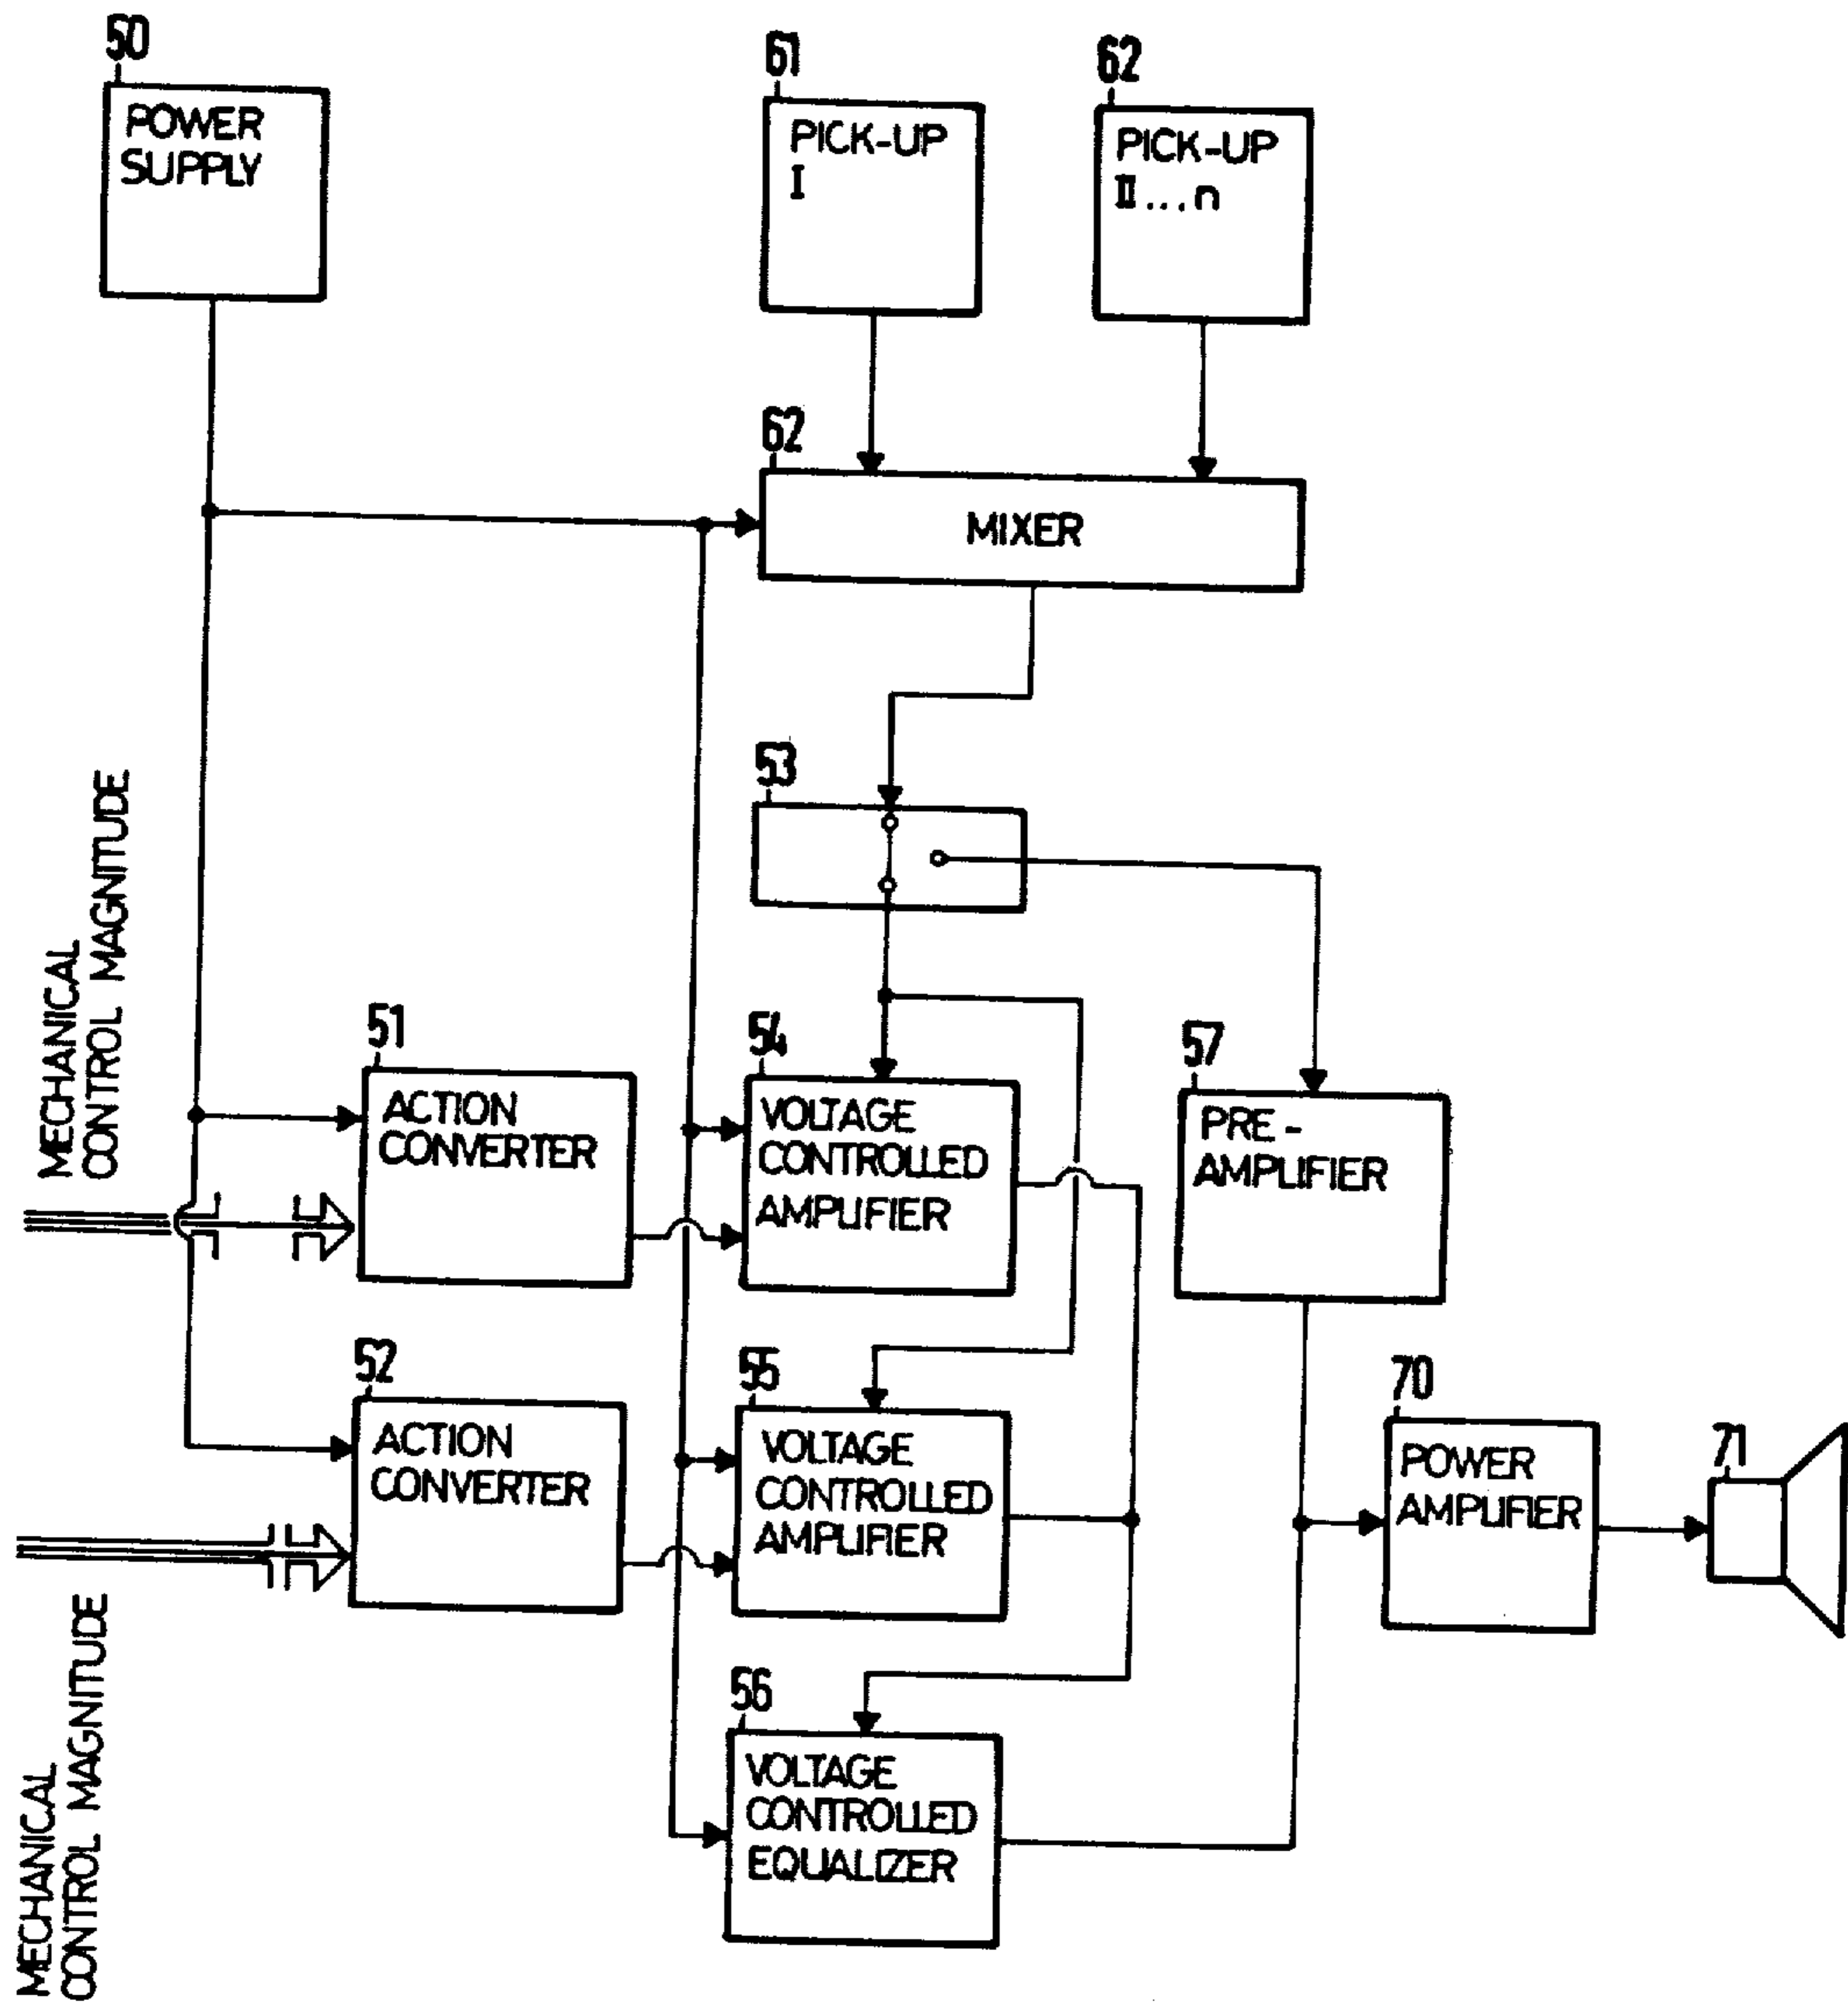 50
POWER
SUPPLY
61
PICK-UP
I
62
PICK-UP
II...n
62
MIXER
53
MECHANICAL
CONTROL MAGNITUDE
51
ACTION
CONVERTER
54
VOLTAGE
CONTROLLED
AMPLIFIER
57
PRE-
AMPLIFIER
52
ACTION
CONVERTER
55
VOLTAGE
CONTROLLED
AMPLIFIER
70
POWER
AMPLIFIER
71
MECHANICAL
CONTROL MAGNITUDE
56
VOLTAGE
CONTROLLED
EQUALIZER